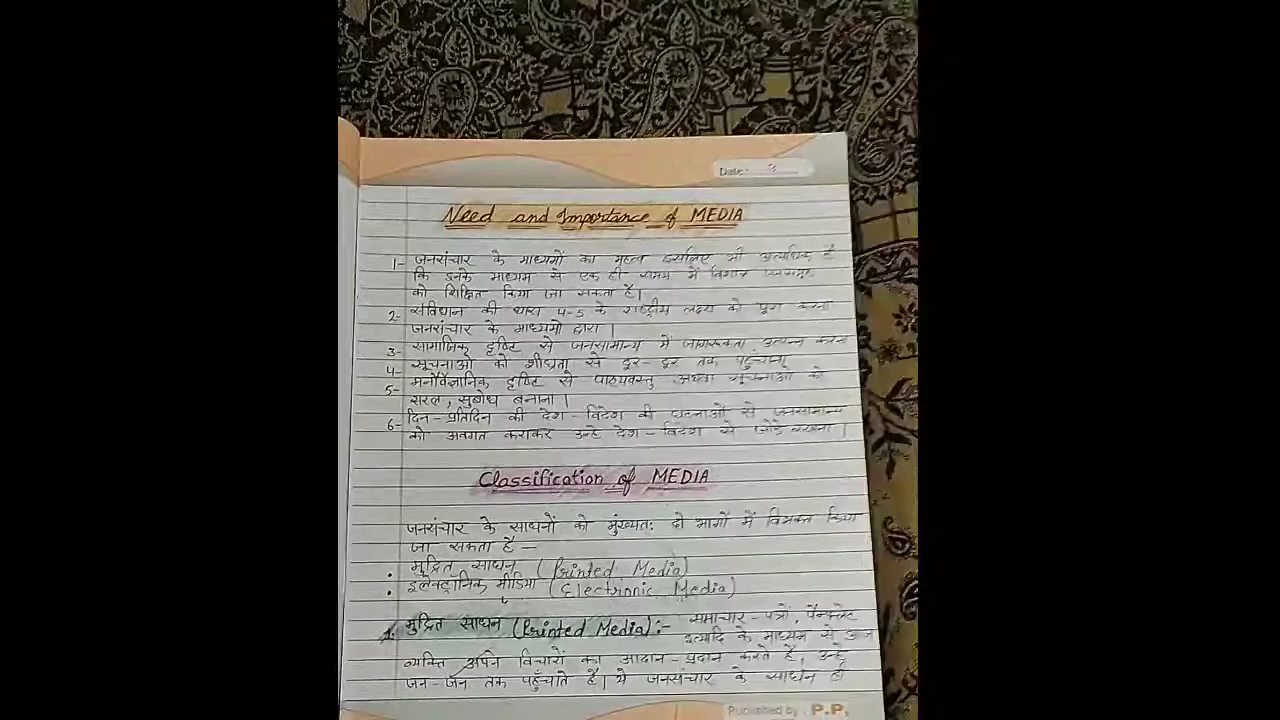 Date: 3
Need and Importance of MEDIA
1- जनसंचार के माध्यमों का महत्व इसलिए भी अत्यधिक है
कि इनके माध्यम से एक ही समय में विशाल जनसमूह
को शिक्षित किया जा सकता है।
2- संविधान की धारा 45 के राष्ट्रीय लक्ष्य को पूरा करना
जनसंचार के माध्यमो द्वारा।
3- सामाजिक दृष्टि से जनसामान्य में जागरूकता उत्पन्न करना
4- सूचनाओं को शीघ्रता से दूर-दूर तक पहुँचाना
5- मनोवैज्ञानिक दृष्टि से पाठ्यवस्तु अथवा सूचनाओं को
सरल, सुबोध बनाना।
6- दिन-प्रतिदिन की देश-विदेश की घटनाओं से जनसामान्य
को अवगत कराकर उन्हे देश-विदेश से रखना।
Classification of MEDIA
जनसंचार के साधनों को मुख्यत: दो भागों में विभक्त किया
जा सकता है —
• मुद्रित साधन (Printed Media)
• इलेक्ट्रानिक मीडिया (Electronic Media)
1. मुद्रित साधन (Printed Media):- समाचार-पत्रों, पैम्फ्लेट
इत्यादि के माध्यम से आज
व्यक्ति अपने विचारों का आदान-प्रदान करते है, उन्हे
जन-जन तक पहुँचाते है। ये जनसंचार के साधन ही
Published by : P.P.